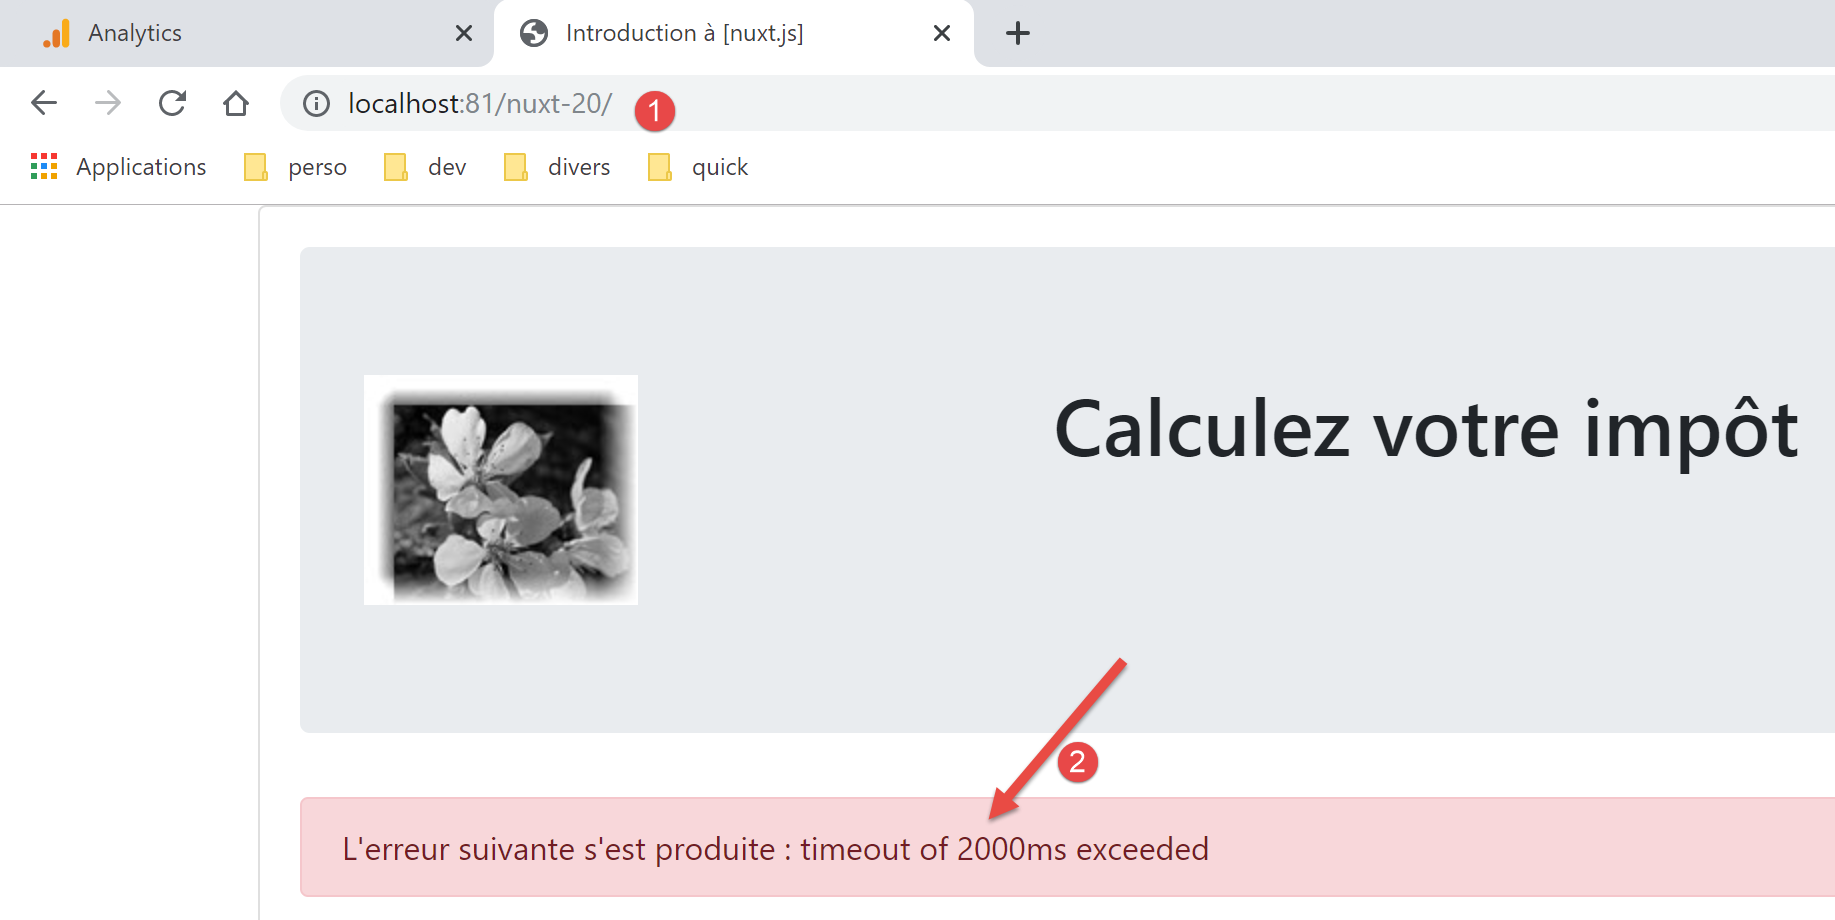 Analytics
Introduction à [nuxt.js]
localhost:81/nuxt-20/
1
Applications
perso
dev
divers
quick
Calculez votre impôt
2
L'erreur suivante s'est produite : timeout of 2000ms exceeded